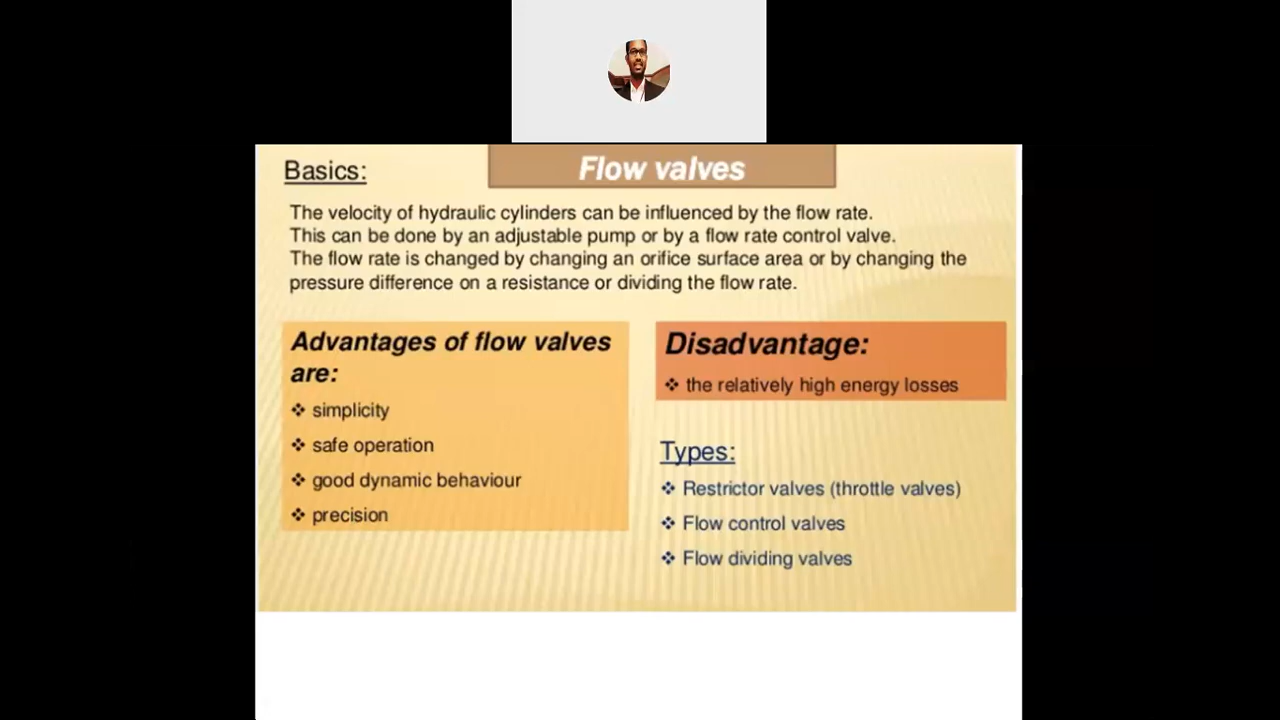 Flow valves
Basics:
The velocity of hydraulic cylinders can be influenced by the flow rate.
This can be done by an adjustable pump or by a flow rate control valve.
The flow rate is changed by changing an orifice surface area or by changing the
pressure difference on a resistance or dividing the flow rate.
Advantages of flow valves
are:
❖ simplicity
❖ safe operation
❖ good dynamic behaviour
❖ precision
Disadvantage:
❖ the relatively high energy losses
Types:
❖ Restrictor valves (throttle valves)
❖ Flow control valves
❖ Flow dividing valves